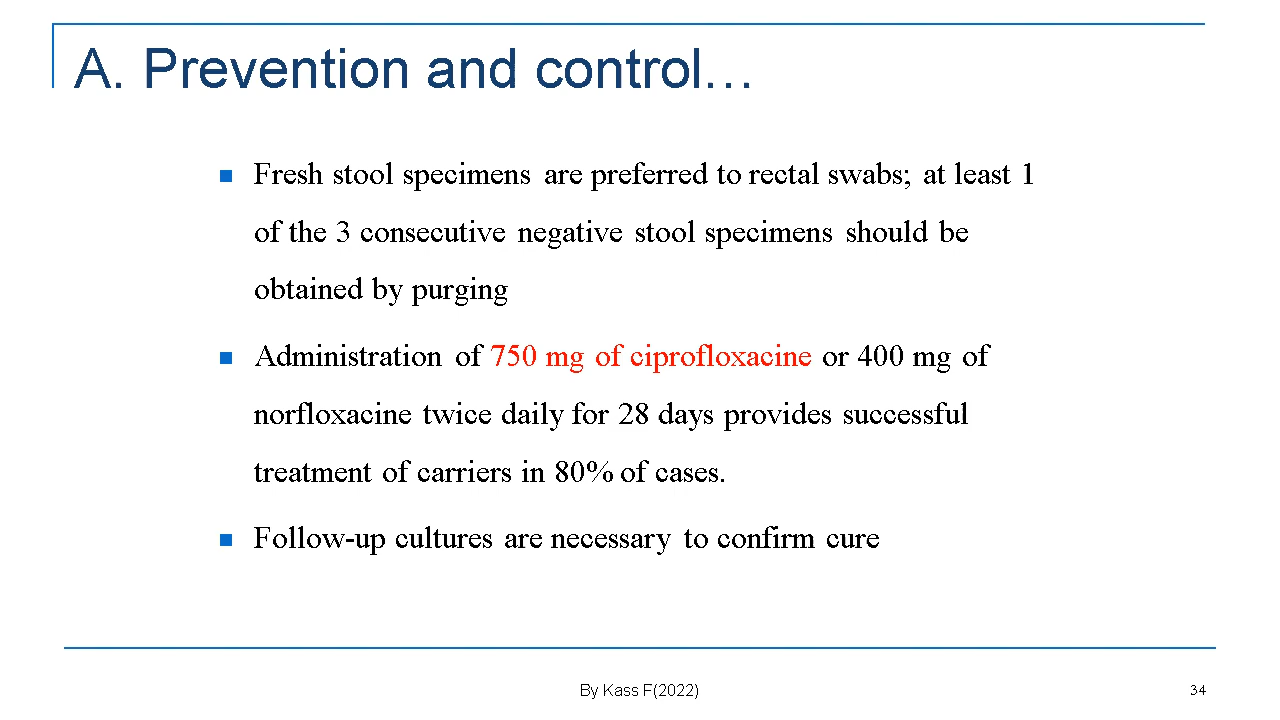 A. Prevention and control…
Fresh stool specimens are preferred to rectal swabs; at least 1
of the 3 consecutive negative stool specimens should be
obtained by purging
Administration of 750 mg of ciprofloxacine or 400 mg of
norfloxacine twice daily for 28 days provides successful
treatment of carriers in 80% of cases.
Follow-up cultures are necessary to confirm cure
By Kass F(2022)
34